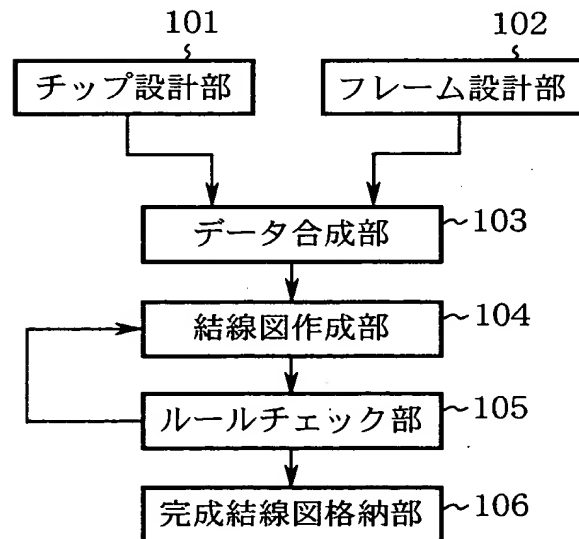 101
102
チップ設計部
フレーム設計部
データ合成部
103
結線図作成部
104
ルールチェック部
105
完成結線図格納部
106